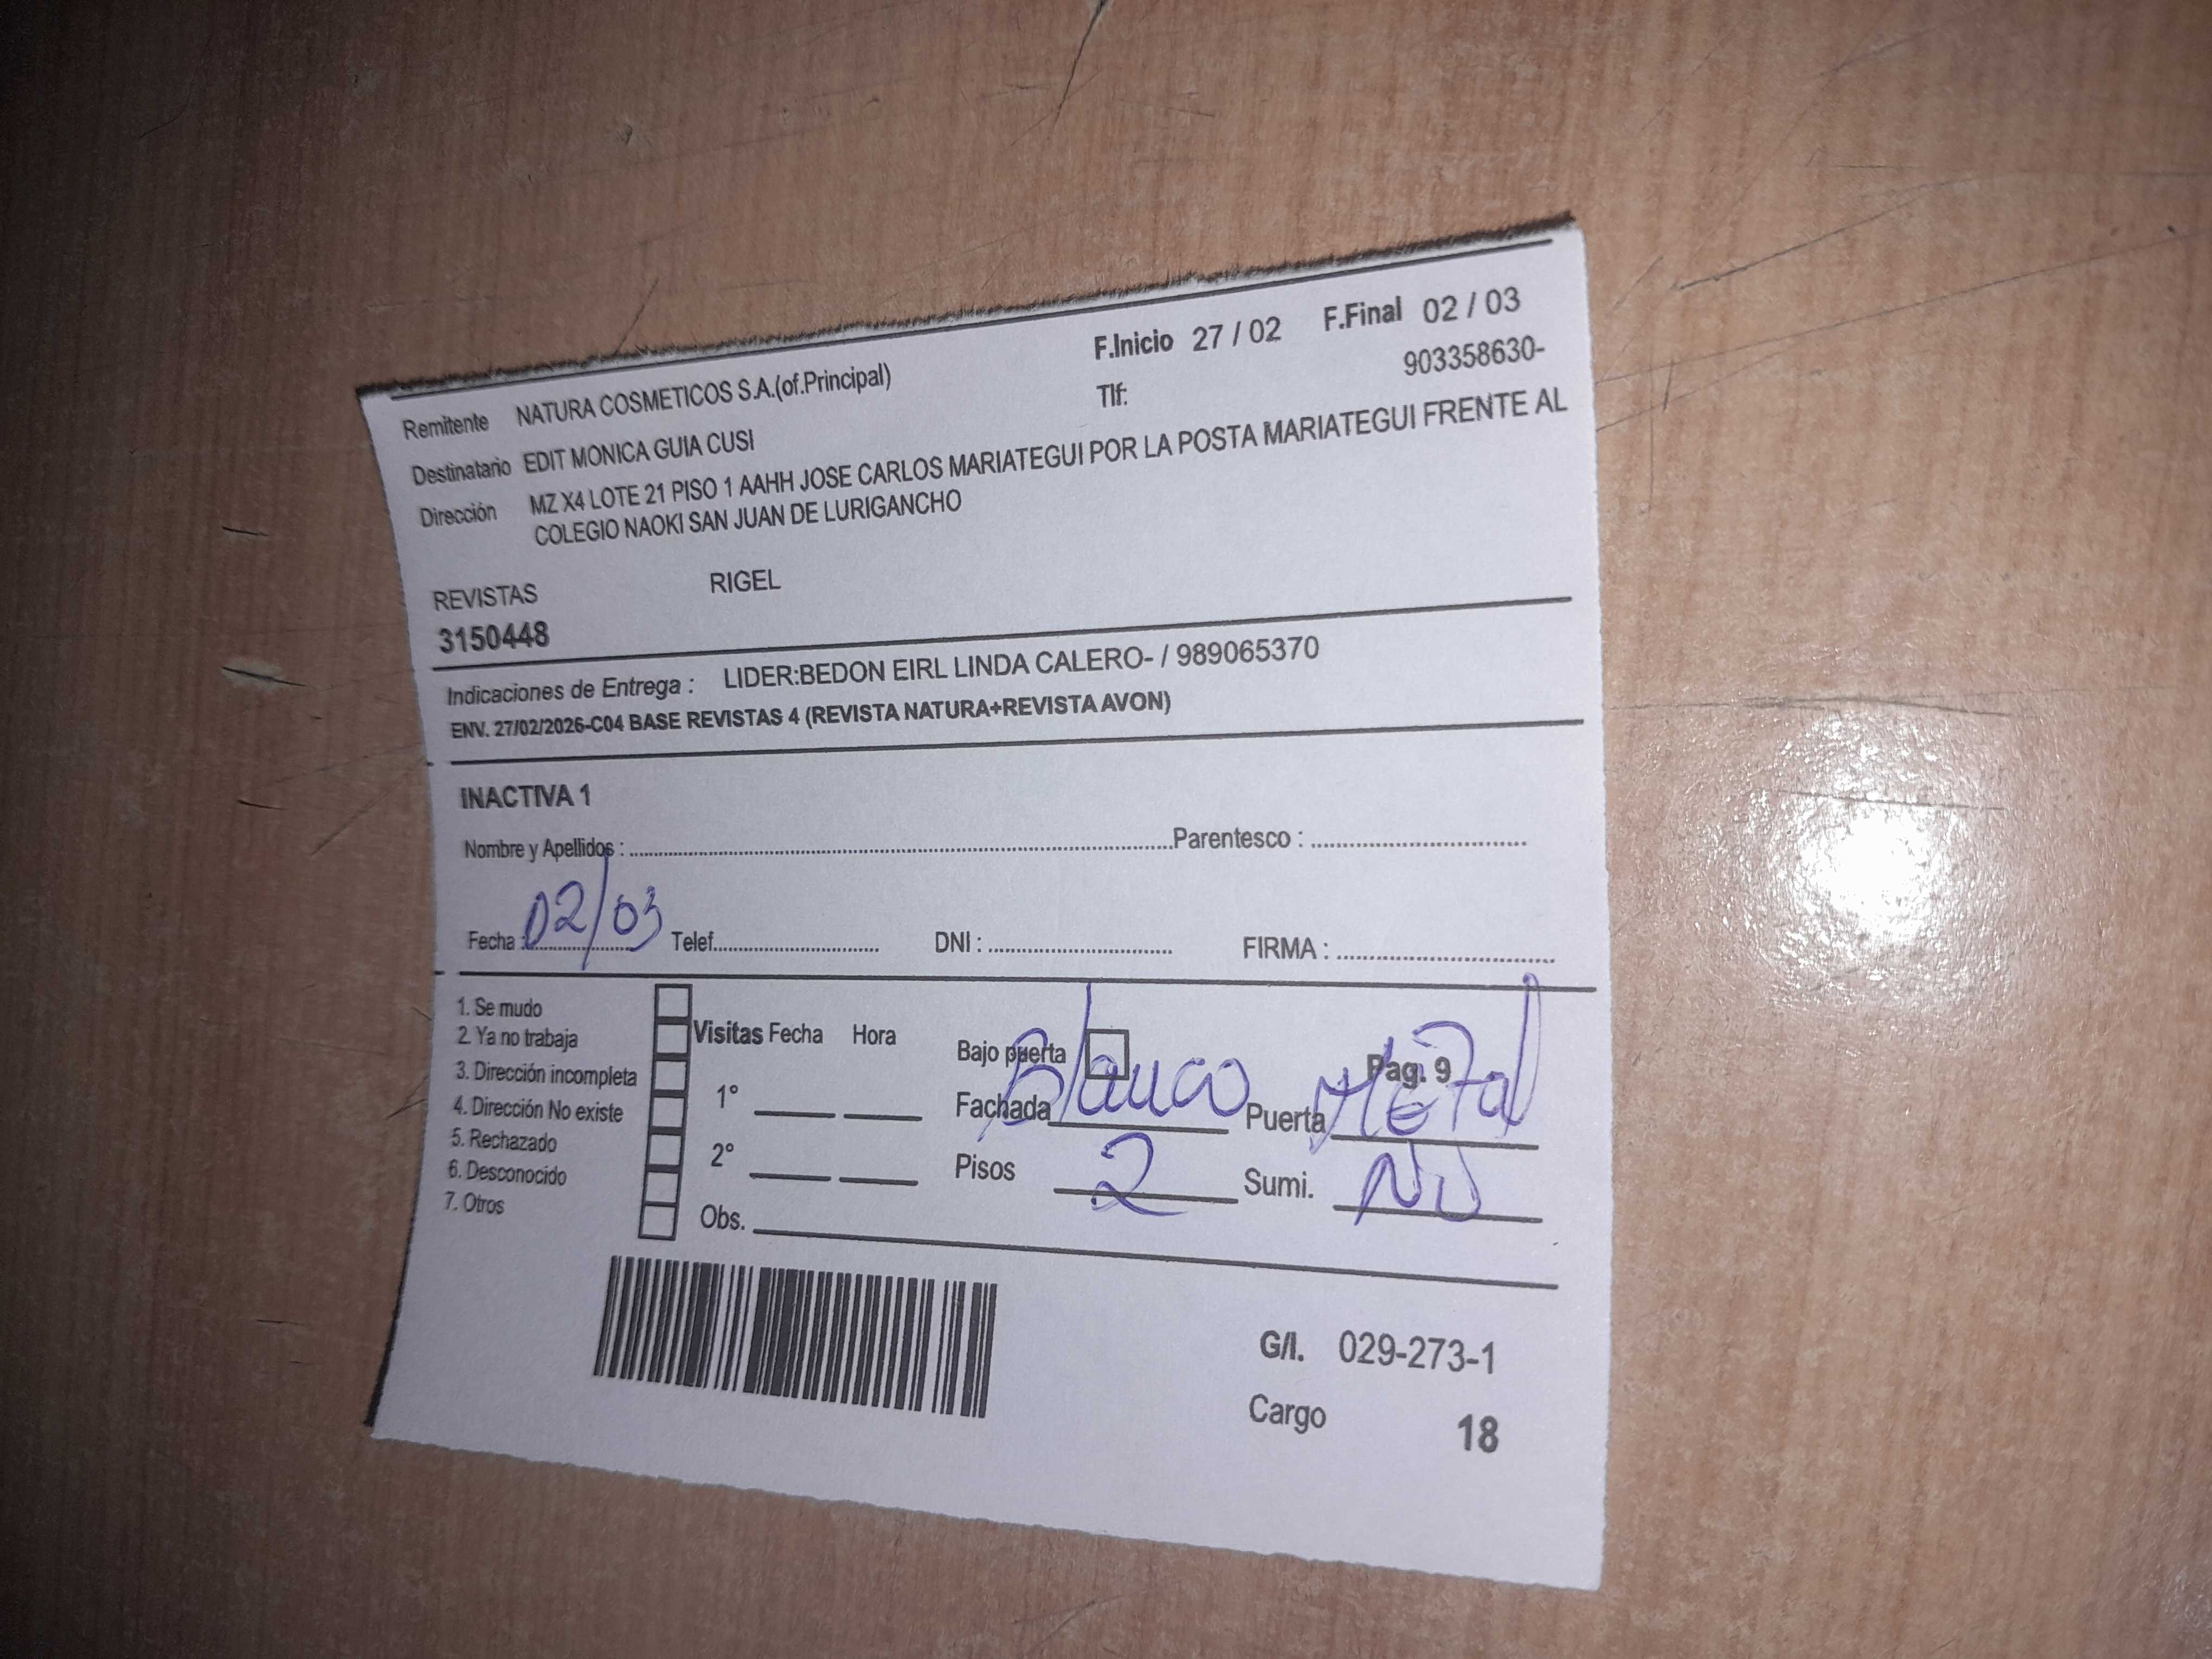 F.Inicio 27 / 02 F.Final 02 / 03
Remitente NATURA COSMETICOS S.A.(of.Principal) Tlf: 903358630-
Destinatario EDIT MONICA GUIA CUSI
Dirección MZ X4 LOTE 21 PISO 1 AAHH JOSE CARLOS MARIATEGUI POR LA POSTA MARIATEGUI FRENTE AL
COLEGIO NAOKI SAN JUAN DE LURIGANCHO
REVISTAS RIGEL
3150448
Indicaciones de Entrega : LIDER:BEDON EIRL LINDA CALERO- / 989065370
ENV. 27/02/2026-C04 BASE REVISTAS 4 (REVISTA NATURA+REVISTA AVON)
INACTIVA 1
Nombre y Apellidos : Parentesco :
Fecha : 02/03 Telef. DNI : FIRMA :
1. Se mudo
2. Ya no trabaja
3. Dirección incompleta
4. Dirección No existe
5. Rechazado
6. Desconocido
7. Otros
Visitas Fecha Hora
1°
2°
Obs.
Bajo puerta Pag. 9
Fachada Blanco Puerta Metal
Pisos 2 Sumi. No
G/I. 029-273-1
Cargo 18